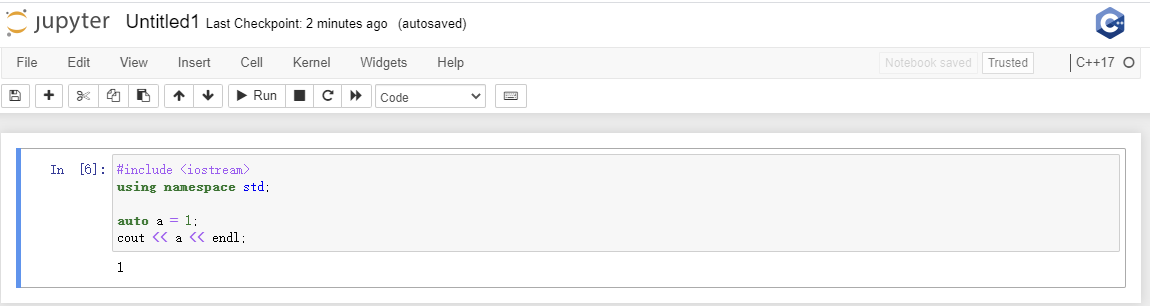 jupyter Untitled1 Last Checkpoint: 2 minutes ago (autosaved)
C++
File Edit View Insert Cell Kernel Widgets Help Notebook saved Trusted C++17
Run Code
In [6]: #include <iostream>
using namespace std;
auto a = 1;
cout << a << endl;
1